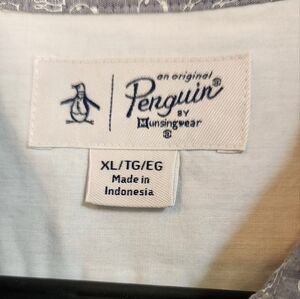 an original
Penguin®
BY
Munsingwear
®
XL/TG/EG
Made in
Indonesia